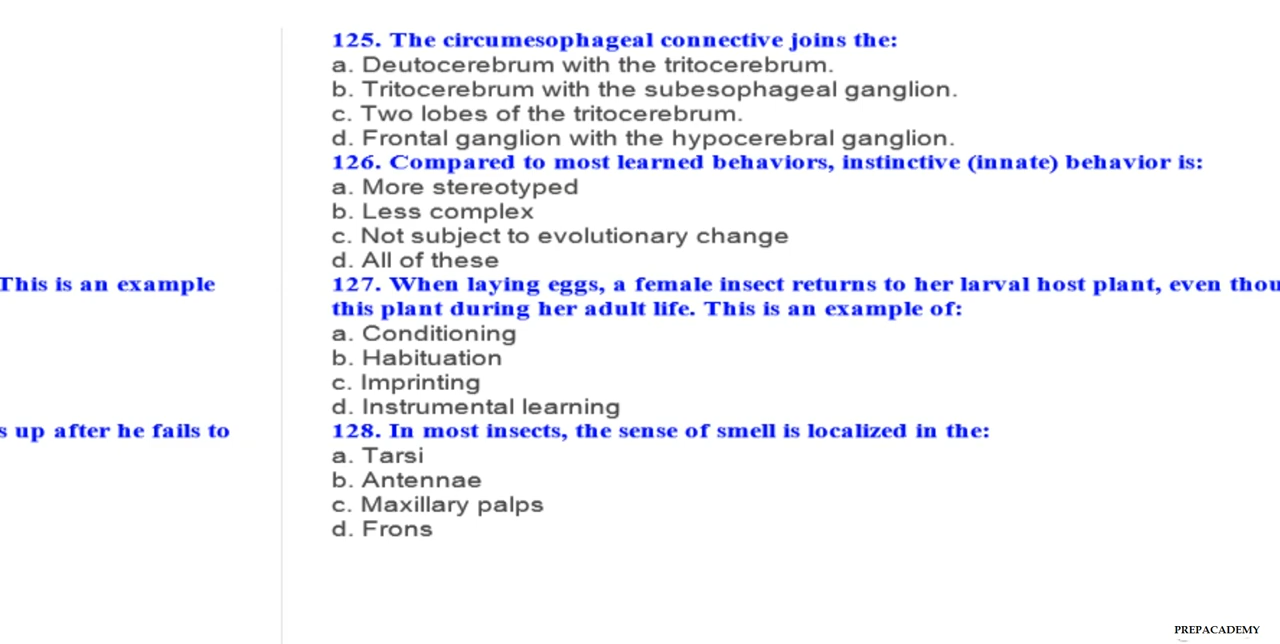 This is an example
s up after he fails to
125. The circumesophageal connective joins the:
a. Deutocerebrum with the tritocerebrum.
b. Tritocerebrum with the subesophageal ganglion.
c. Two lobes of the tritocerebrum.
d. Frontal ganglion with the hypocerebral ganglion.
126. Compared to most learned behaviors, instinctive (innate) behavior is:
a. More stereotyped
b. Less complex
c. Not subject to evolutionary change
d. All of these
127. When laying eggs, a female insect returns to her larval host plant, even thou
this plant during her adult life. This is an example of:
a. Conditioning
b. Habituation
c. Imprinting
d. Instrumental learning
128. In most insects, the sense of smell is localized in the:
a. Tarsi
b. Antennae
c. Maxillary palps
d. Frons
PREPACADEMY